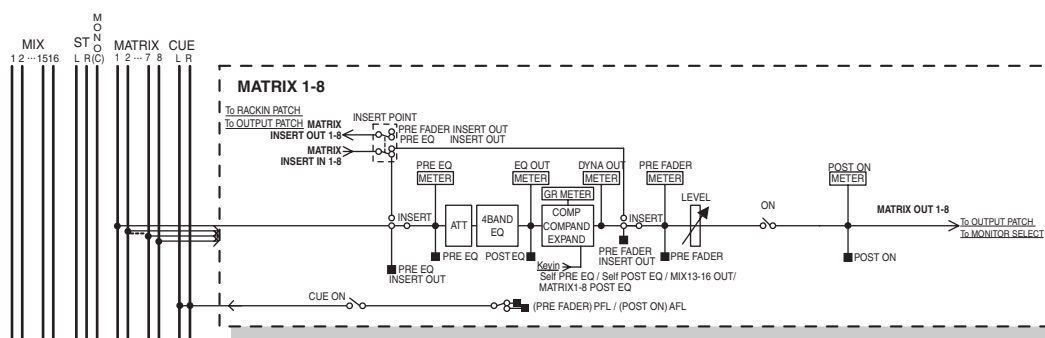 MIX
1 2 ··· 15 16
ST
L R
MONO
(C)
MATRIX
1 2 ··· 7 8
CUE
L R
MATRIX 1-8
To RACKIN PATCH
To OUTPUT PATCH
MATRIX
INSERT OUT 1-8
MATRIX
INSERT IN 1-8
INSERT POINT
PRE FADER INSERT OUT
PRE EQ INSERT OUT
PRE EQ
METER
EQ OUT
METER
DYNA OUT
METER
PRE FADER
METER
POST ON
METER
GR METER
INSERT
ATT
4BAND
EQ
COMP
COMPAND
EXPAND
INSERT
LEVEL
ON
MATRIX OUT 1-8
To OUTPUT PATCH
To MONITOR SELECT
PRE EQ
INSERT OUT
PRE EQ
POST EQ
Keyin
Self PRE EQ / Self POST EQ / MIX13-16 OUT/
MATRIX1-8 POST EQ
PRE FADER
INSERT OUT
PRE FADER
POST ON
CUE ON
(PRE FADER) PFL / (POST ON) AFL